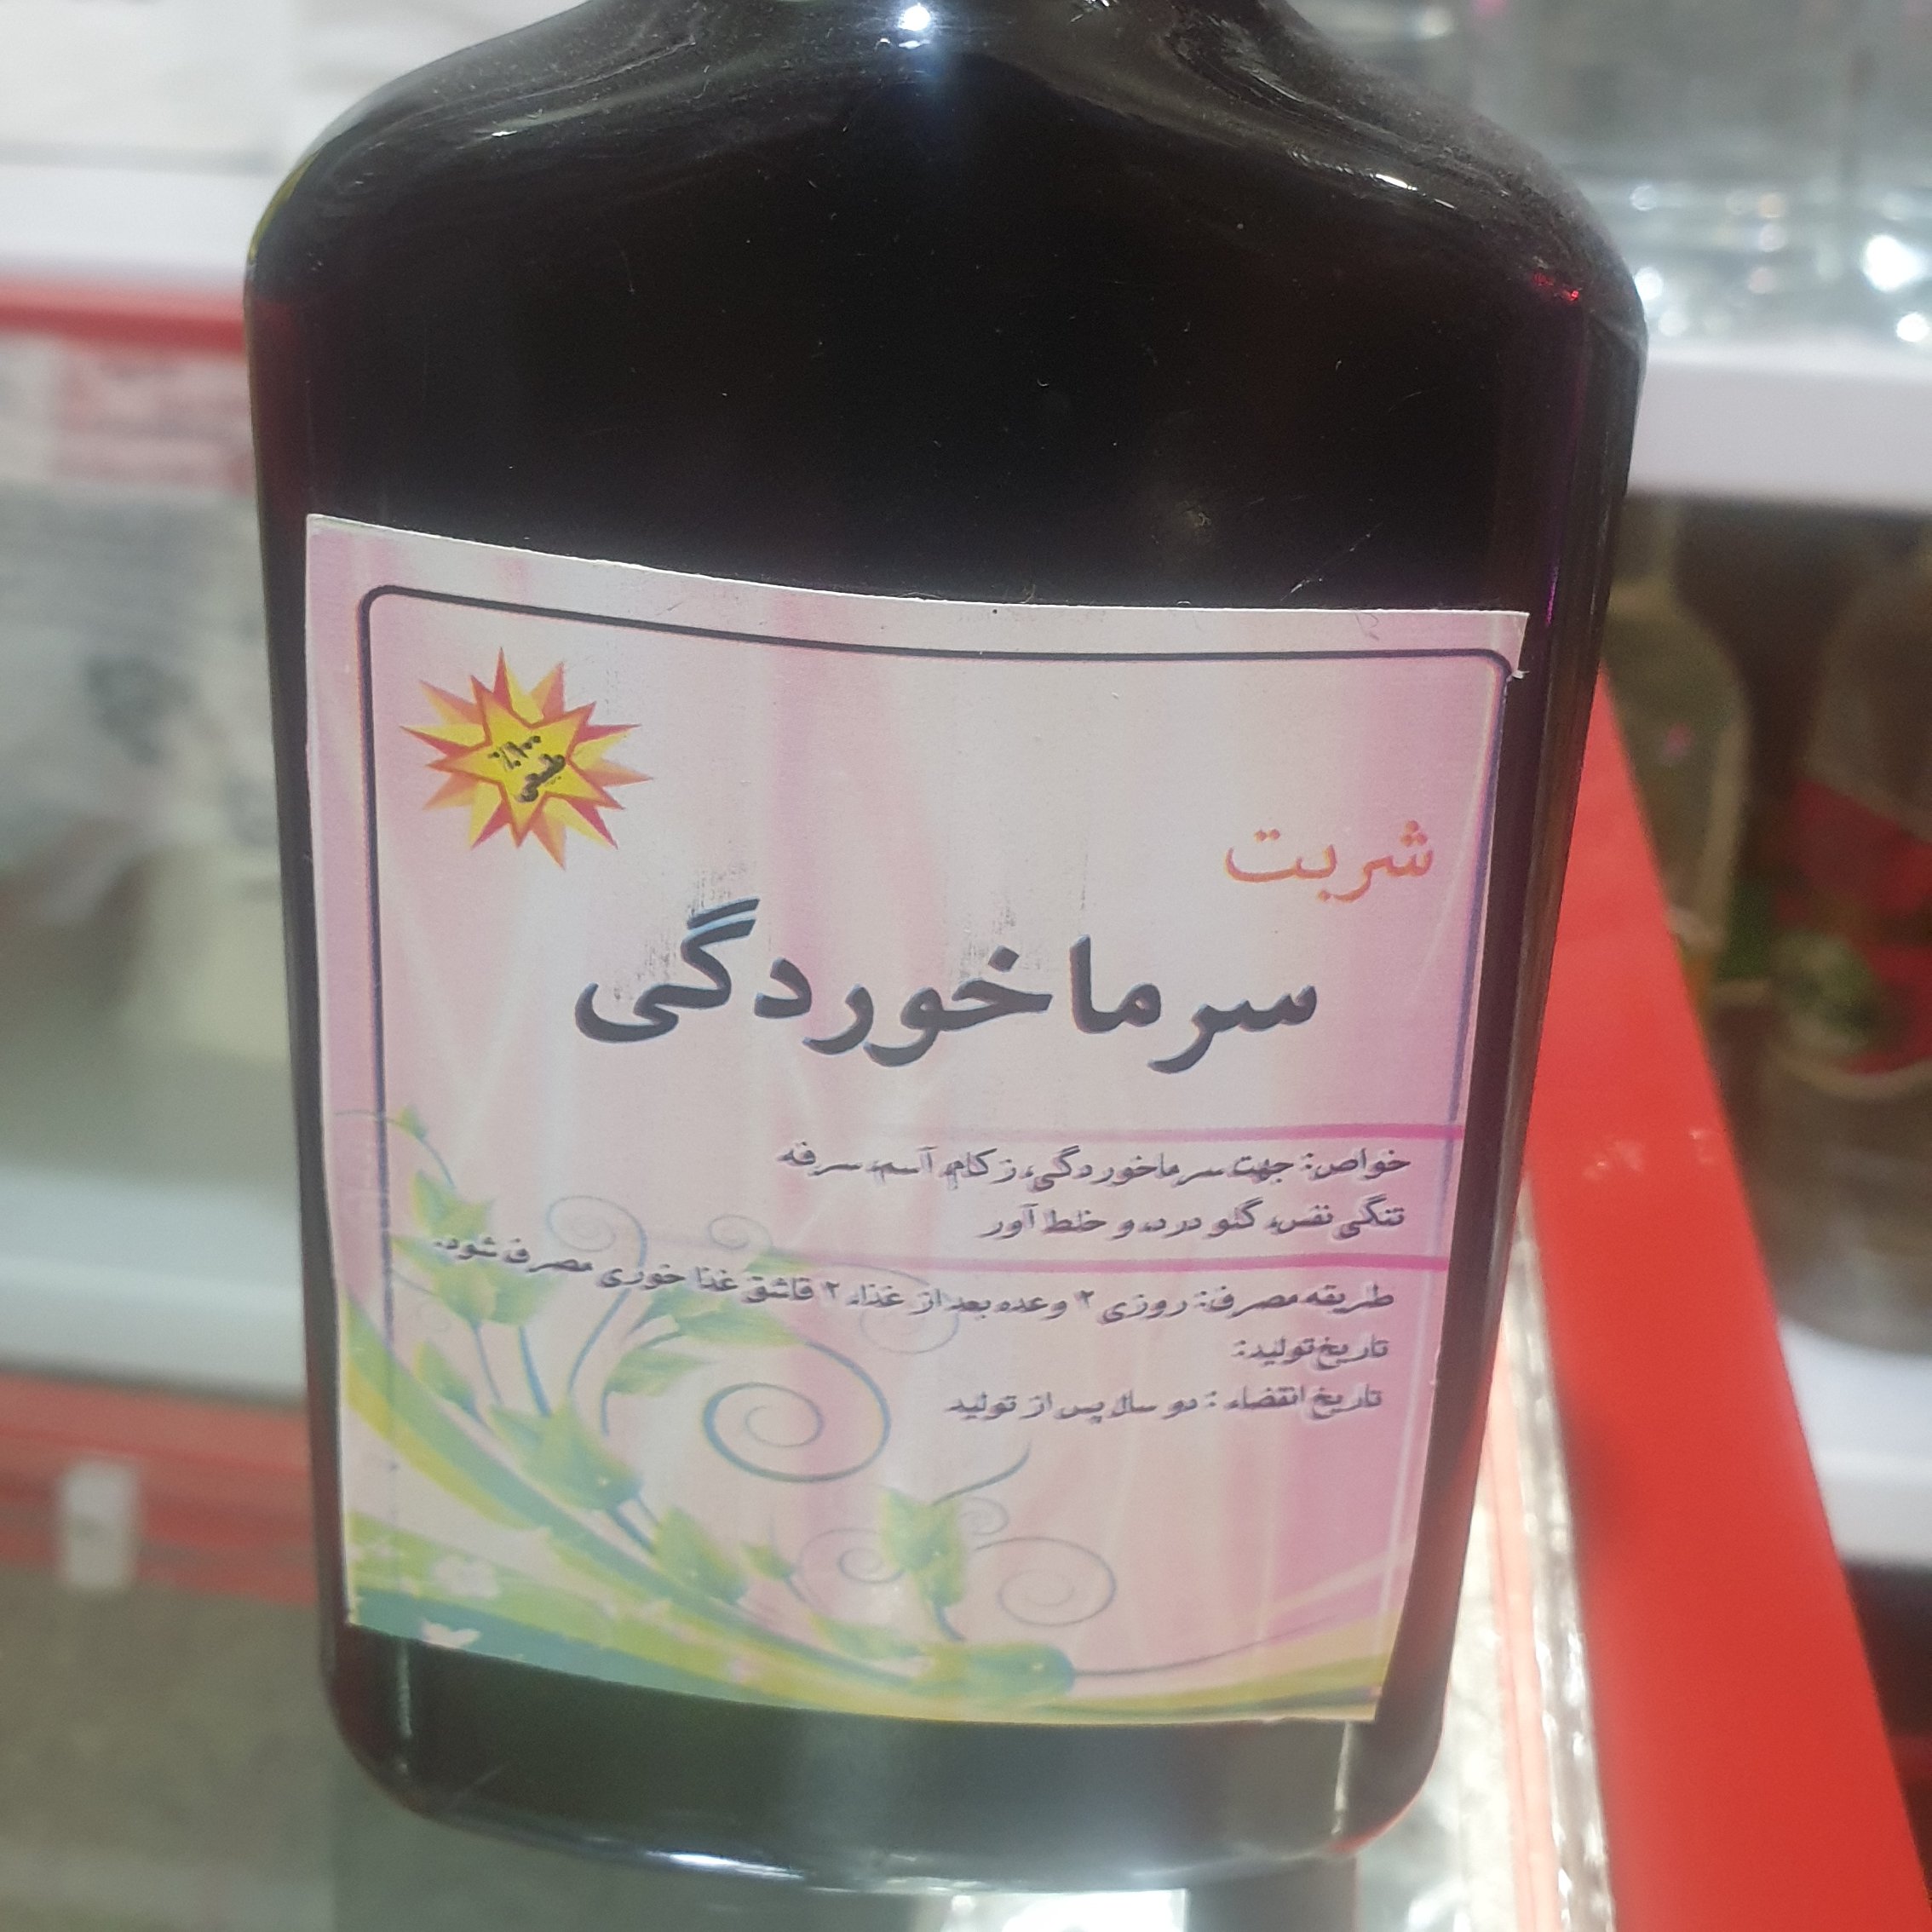 ۱۰۰٪
طبیعی
شربت
سرماخوردگی
خواص: جهت سرماخوردگی، زکام، آسم، سرفه
تنگی نفس، گلو درد، و خلط آور
طریقه مصرف: روزی ۲ وعده بعد از غذا، ۲ قاشق غذا خوری مصرف شود.
تاریخ تولید:
تاریخ انقضاء : دو سال پس از تولید